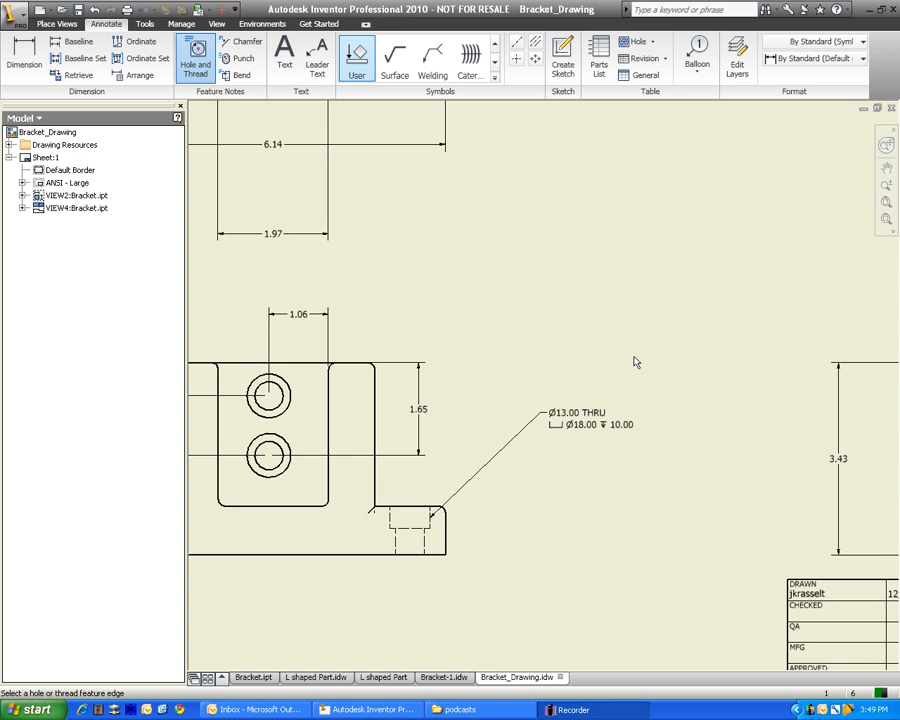 PRO
Autodesk Inventor Professional 2010 - NOT FOR RESALE Bracket_Drawing
Type a keyword or phrase
Place Views
Annotate
Tools
Manage
View
Environments
Get Started
Dimension
Baseline
Baseline Set
Retrieve
Ordinate
Ordinate Set
Arrange
Dimension
Hole and
Thread
Chamfer
Punch
Bend
Feature Notes
Text
Leader
Text
Text
User
Surface
Welding
Cater...
Symbols
Create
Sketch
Sketch
Parts
List
Hole
Revision
General
Table
Balloon
Edit
Layers
By Standard (Symbl
By Standard (Default
Format
Model
Bracket_Drawing
Drawing Resources
Sheet:1
Default Border
ANSI - Large
VIEW2:Bracket.ipt
VIEW4:Bracket.ipt
6.14
1.97
1.06
1.65
Ø13.00 THRU
⌴ Ø18.00 ↧ 10.00
3.43
DRAWN
jkrasselt
12
CHECKED
QA
MFG
APPROVED
Bracket.ipt
L shaped Part.idw
L shaped Part
Bracket-1.idw
Bracket_Drawing.idw
Select a hole or thread feature edge
1
6
start
Inbox - Microsoft Out...
Autodesk Inventor Pr...
podcasts
Recorder
3:49 PM